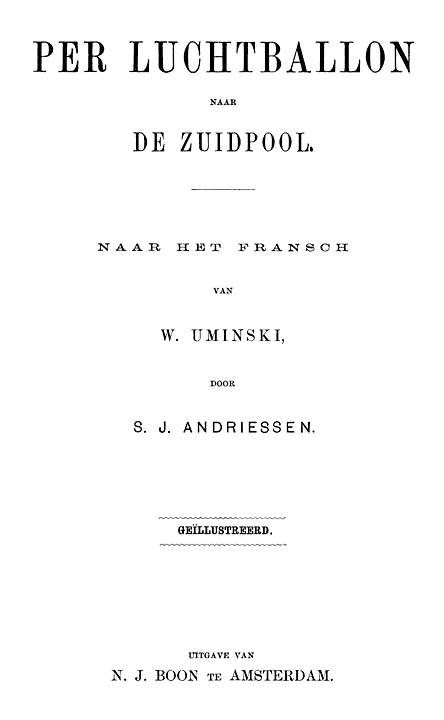 PER LUCHTBALLON
NAAR
DE ZUIDPOOL.
NAAR HET FRANSCH
VAN
W. UMINSKI,
DOOR
S. J. ANDRIESSEN.
GEÏLLUSTREERD.
UITGAVE VAN
N. J. BOON TE AMSTERDAM.